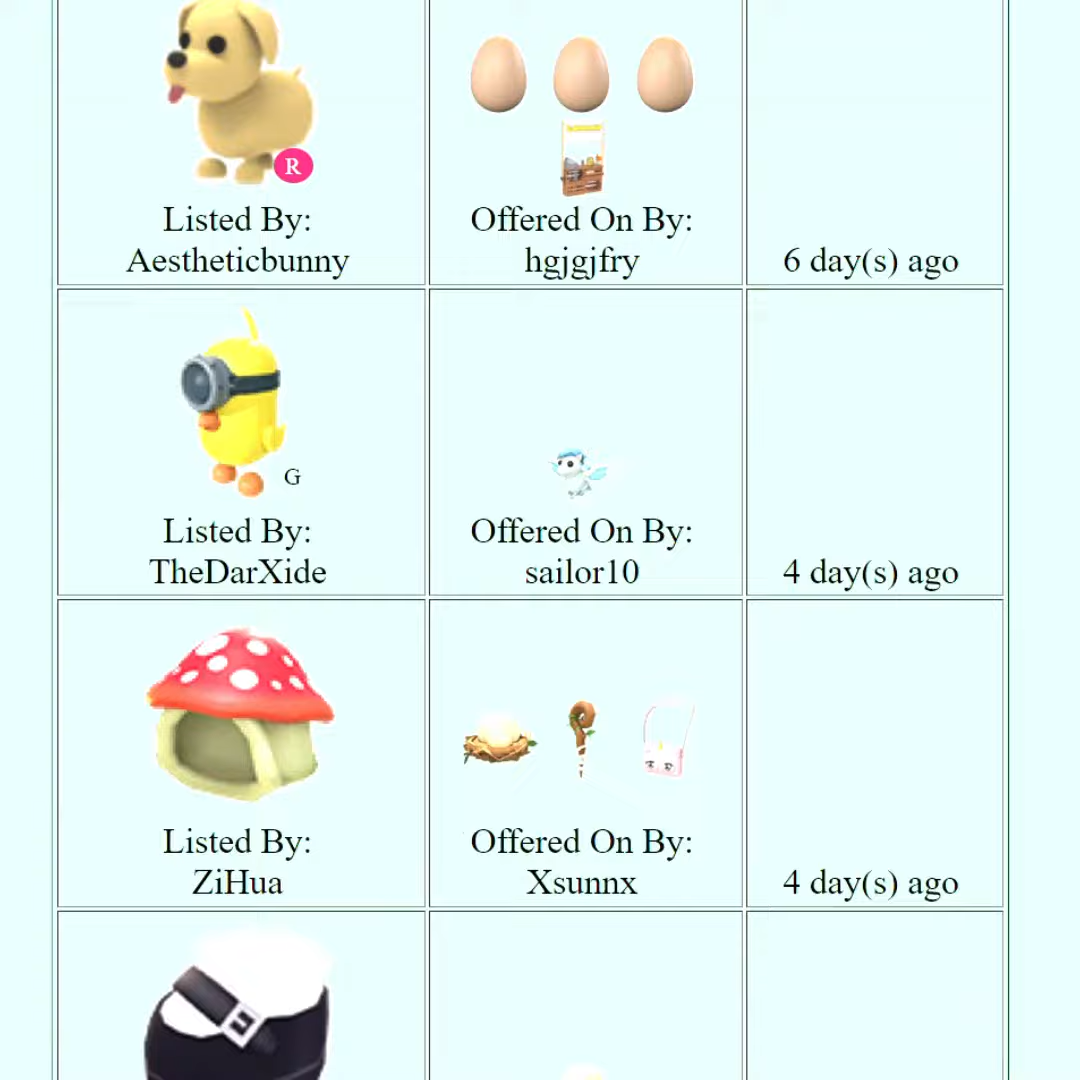 R
Listed By:
Aestheticbunny
Offered On By:
hgjgjfry
6 day(s) ago
G
Listed By:
TheDarXide
Offered On By:
sailor10
4 day(s) ago
Listed By:
ZiHua
Offered On By:
Xsunnx
4 day(s) ago